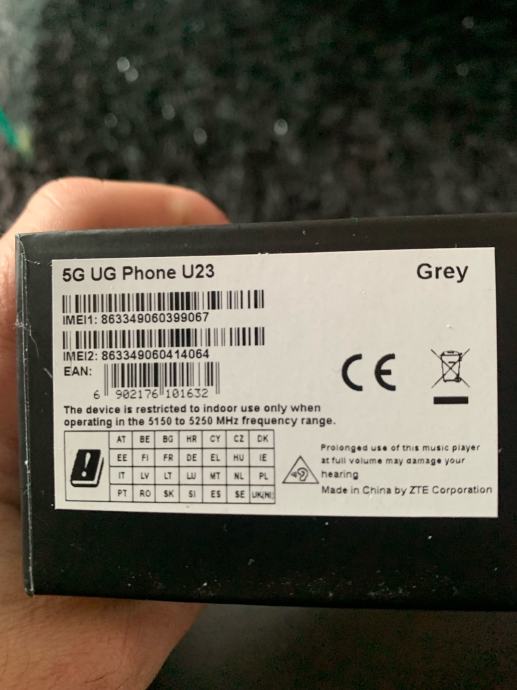 5G UG Phone U23
Grey
IMEI1: 863349060399067
IMEI2: 863349060414064
EAN:
6 902176 101632
CE
The device is restricted to indoor use only when
operating in the 5150 to 5250 MHz frequency range.
AT BE BG HR CY CZ DK
EE FI FR DE EL HU IE
IT LV LT LU MT NL PL
PT RO SK SI ES SE UK(NI)
Prolonged use of this music player
at full volume may damage your
hearing
Made in China by ZTE Corporation